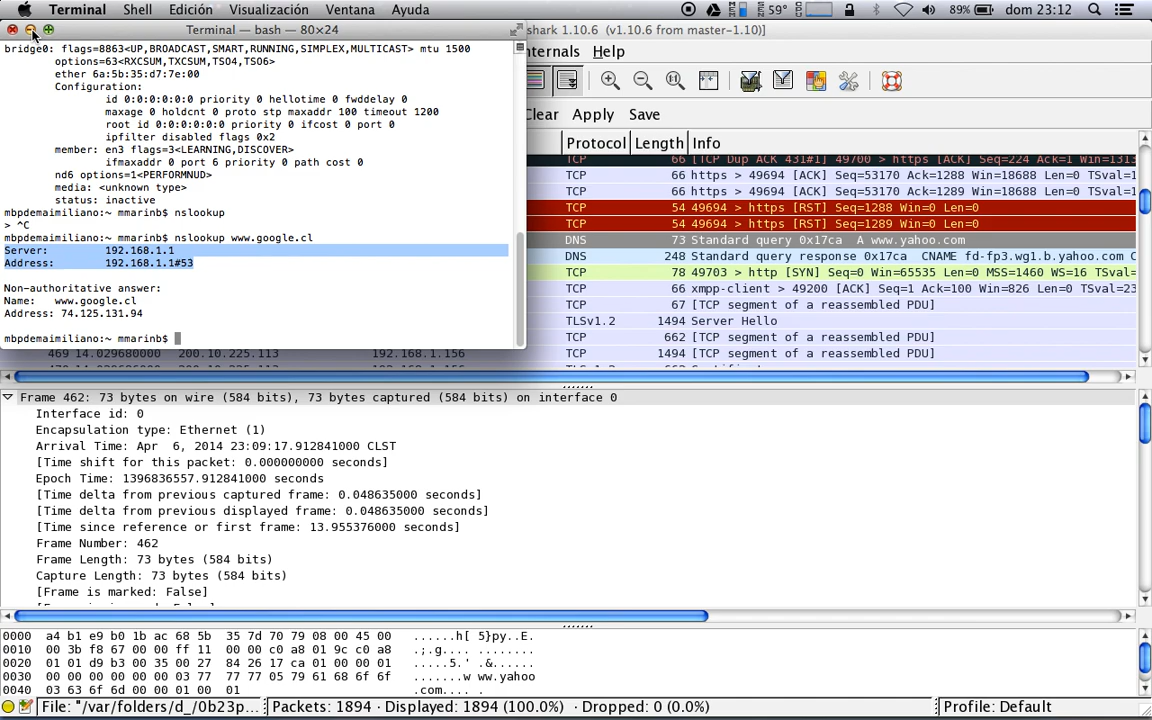 Terminal Shell Edición Visualización Ventana Ayuda 59° 89% dom 23:12
Terminal — bash — 80×24
shark 1.10.6 (v1.10.6 from master-1.10)]
nternals Help
Clear Apply Save
bridge0: flags=8863<UP,BROADCAST,SMART,RUNNING,SIMPLEX,MULTICAST> mtu 1500
options=63<RXCSUM,TXCSUM,TSO4,TSO6>
ether 6a:5b:35:d7:7e:00
Configuration:
id 0:0:0:0:0:0 priority 0 hellotime 0 fwddelay 0
maxage 0 holdcnt 0 proto stp maxaddr 100 timeout 1200
root id 0:0:0:0:0:0 priority 0 ifcost 0 port 0
ipfilter disabled flags 0x2
member: en3 flags=3<LEARNING,DISCOVER>
ifmaxaddr 0 port 6 priority 0 path cost 0
nd6 options=1<PERFORMNUD>
media: <unknown type>
status: inactive
mbpdemaimiliano:~ mmarinb$ nslookup
> ^C
mbpdemaimiliano:~ mmarinb$ nslookup www.google.cl
Server: 192.168.1.1
Address: 192.168.1.1#53
Non-authoritative answer:
Name: www.google.cl
Address: 74.125.131.94
mbpdemaimiliano:~ mmarinb$
Protocol Length Info
TCP 66 [TCP Dup ACK 431#1] 49700 > https [ACK] Seq=224 Ack=1 Win=1313
TCP 66 https > 49694 [ACK] Seq=53170 Ack=1288 Win=18688 Len=0 TSval=1
TCP 66 https > 49694 [ACK] Seq=53170 Ack=1289 Win=18688 Len=0 TSval=1
TCP 54 49694 > https [RST] Seq=1288 Win=0 Len=0
TCP 54 49694 > https [RST] Seq=1289 Win=0 Len=0
DNS 73 Standard query 0x17ca A www.yahoo.com
DNS 248 Standard query response 0x17ca CNAME fd-fp3.wg1.b.yahoo.com C
TCP 78 49703 > http [SYN] Seq=0 Win=65535 Len=0 MSS=1460 WS=16 TSval=
TCP 66 xmpp-client > 49200 [ACK] Seq=1 Ack=100 Win=826 Len=0 TSval=23
TCP 67 [TCP segment of a reassembled PDU]
TLSv1.2 1494 Server Hello
TCP 662 [TCP segment of a reassembled PDU]
469 14.029680000 200.10.225.113 192.168.1.156 TCP 1494 [TCP segment of a reassembled PDU]
Frame 462: 73 bytes on wire (584 bits), 73 bytes captured (584 bits) on interface 0
Interface id: 0
Encapsulation type: Ethernet (1)
Arrival Time: Apr 6, 2014 23:09:17.912841000 CLST
[Time shift for this packet: 0.000000000 seconds]
Epoch Time: 1396836557.912841000 seconds
[Time delta from previous captured frame: 0.048635000 seconds]
[Time delta from previous displayed frame: 0.048635000 seconds]
[Time since reference or first frame: 13.955376000 seconds]
Frame Number: 462
Frame Length: 73 bytes (584 bits)
Capture Length: 73 bytes (584 bits)
[Frame is marked: False]
0000 a4 b1 e9 b0 1b ac 68 5b 35 7d 70 79 08 00 45 00 ......h[ 5}py..E.
0010 00 3b f8 67 00 00 ff 11 00 00 c0 a8 01 9c c0 a8 .;.g.... ........
0020 01 01 d9 b3 00 35 00 27 84 26 17 ca 01 00 00 01 .....5.' .&......
0030 00 00 00 00 00 00 03 77 77 77 05 79 61 68 6f 6f .......w ww.yahoo
0040 03 63 6f 6d 00 00 01 00 01 .com.... .
File: "/var/folders/d_/0b23p... Packets: 1894 · Displayed: 1894 (100.0%) · Dropped: 0 (0.0%) Profile: Default